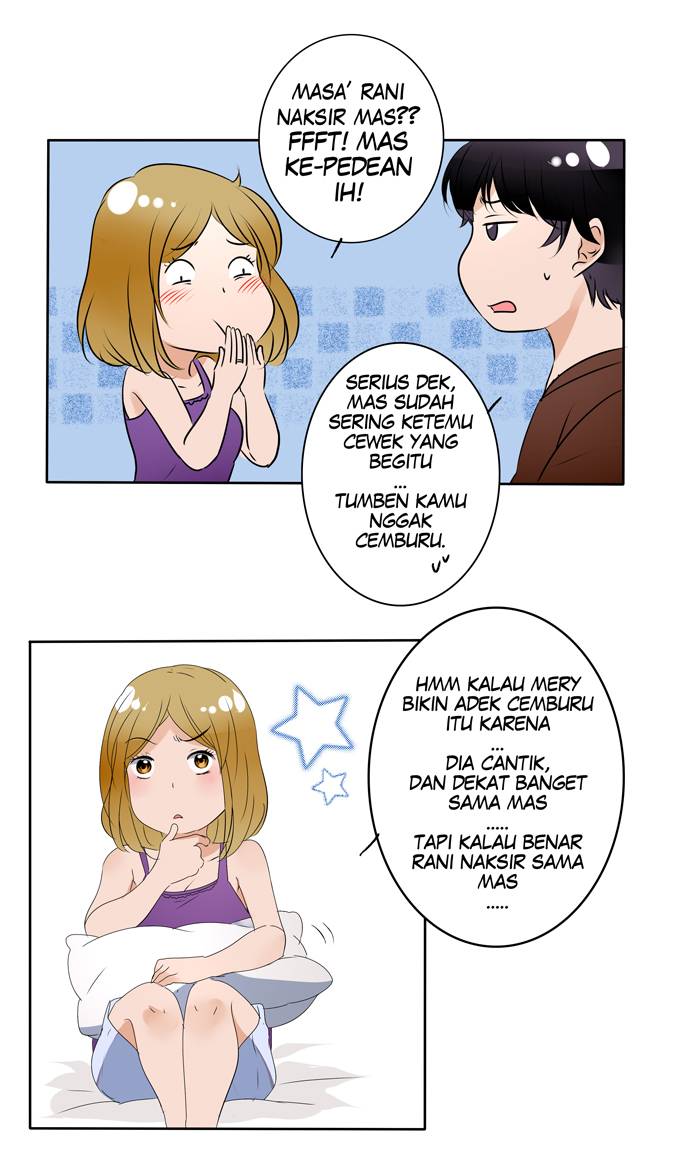 MASA' RANI
NAKSIR MAS??
FFFT! MAS
KE-PEDEAN
IH!
SERIUS DEK,
MAS SUDAH
SERING KETEMU
CEWEK YANG
BEGITU
...
TUMBEN KAMU
NGGAK
CEMBURU.
HMM KALAU MERY
BIKIN ADEK CEMBURU
ITU KARENA
...
DIA CANTIK,
DAN DEKAT BANGET
SAMA MAS
.....
TAPI KALAU BENAR
RANI NAKSIR SAMA
MAS
.....